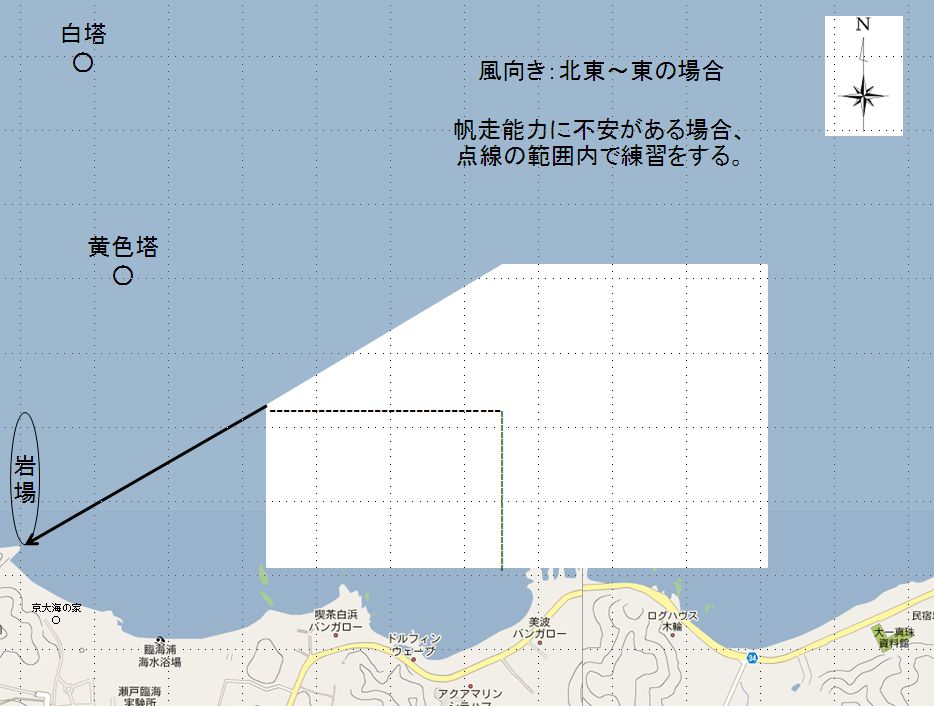 白塔
N
風向き:北東～東の場合
帆走能力に不安がある場合、
点線の範囲内で練習をする。
黄色塔
岩場
京大海の家
臨海浦
海水浴場
瀬戸臨海
実験所
喫茶白浜
バンガロー
ドルフィン
ウェーブ
アクアマリン
美波
バンガロー
ログハウス
木輪
34
大一真珠
資料館
民宿